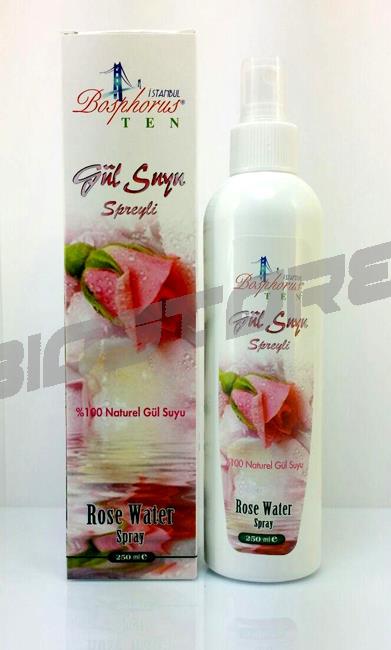 İSTANBUL
Bosphorus®
TEN
Gül Suyu
Spreyli
%100 Naturel Gül Suyu
Rose Water
Spray
250 ml e
İSTANBUL
Bosphorus
TEN
Gül Suyu
Spreyli
%100 Naturel Gül Suyu
Rose Water
Spray
250 ml e